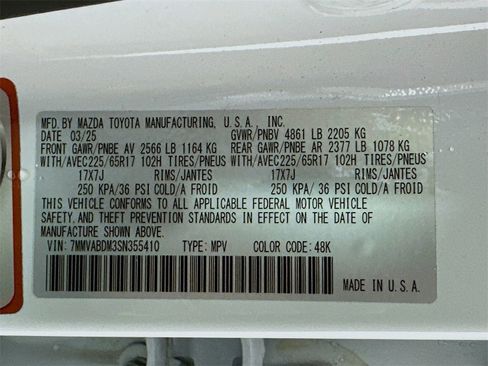 MFD.BY MAZDA TOYOTA MANUFACTURING, U.S.A., INC.
03/25 GVWR/PNBV 4861 LB 2205 KG
FRONT GAWR/PNBE AV 2566 LB 1164 KG REAR GAWR/PNBE AR 2377 LB 1078 KG
WITH/AVEC225/65R17 102H TIRES/PNEUS WITH/AVEC225/65R17 102H TIRES/PNEUS
17X7J RIMS/JANTES 17X7J RIMS/JANTES
250 KPA/36 PSI COLD/A FROID 250 KPA/36 PSI COLD/A FROID
THIS VEHICLE CONFORMS TO ALL APPLICABLE FEDERAL MOTOR VEHICLE
SAFETY, AND THEFT PREVENTION STANDARDS IN EFFECT ON THE DATE OF
MANUFACTURE SHOWN ABOVE.
VIN: 7MMVABDM3SN355410 TYPE: MPV COLOR CODE: 48K
MADE IN U.S.A.